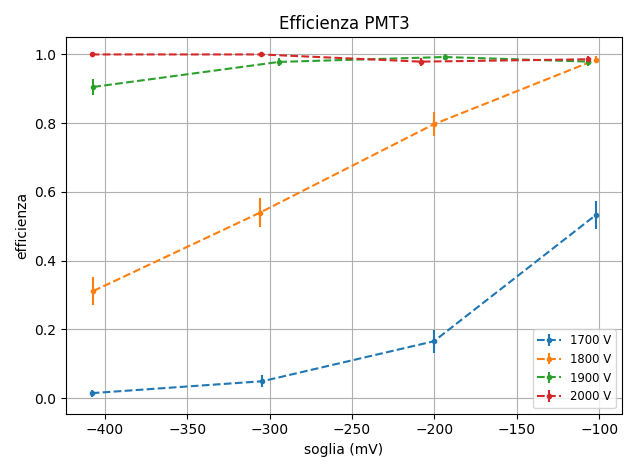 Efficienza PMT3
efficienza
1.0
0.8
0.6
0.4
0.2
0.0
−400
−350
−300
−250
−200
−150
−100
soglia (mV)
1700 V
1800 V
1900 V
2000 V